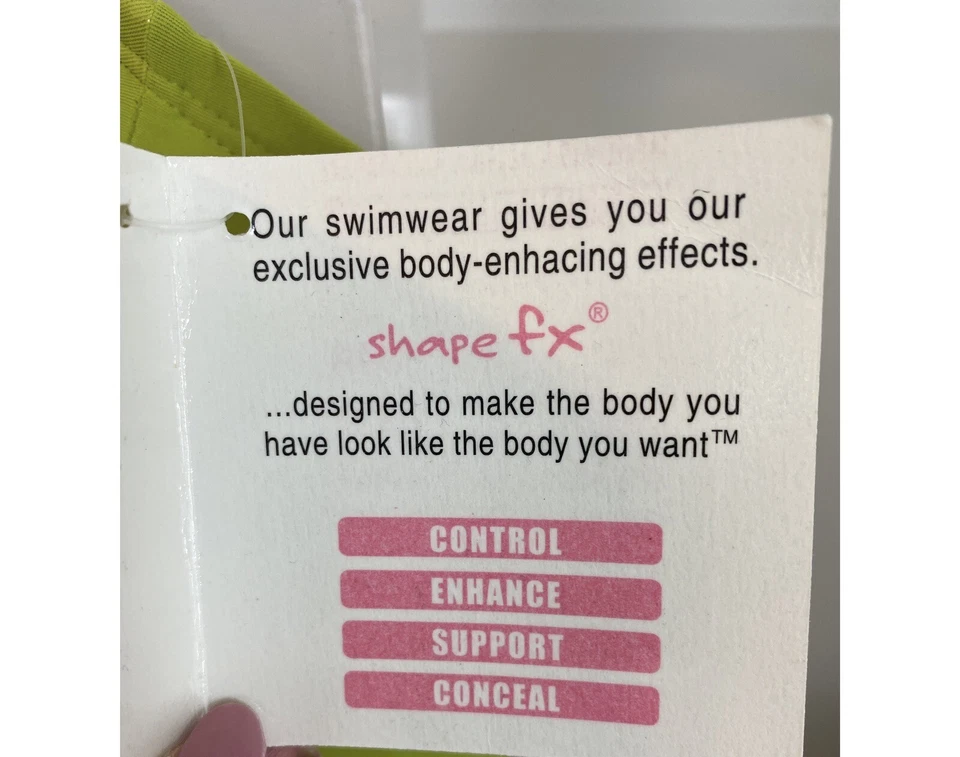 Our swimwear gives you our
exclusive body-enhacing effects.
shape fx®
...designed to make the body you
have look like the body you want™
CONTROL
ENHANCE
SUPPORT
CONCEAL